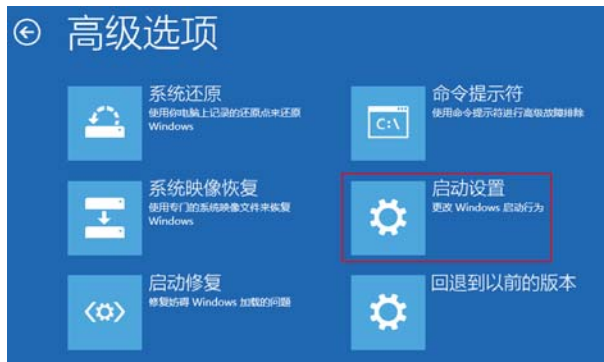 高级选项
系统还原
使用你电脑上记录的还原点来还原
Windows
命令提示符
使用命令提示符进行高级故障排除
C:\
系统映像恢复
使用专门的系统映像文件来恢复
Windows
启动设置
更改 Windows 启动行为
启动修复
修复妨碍 Windows 加载的问题
回退到以前的版本